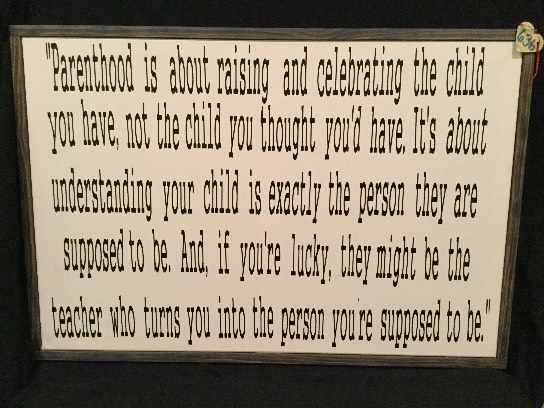 "Parenthood is about raising and celebrating the child
you have, not the child you thought you'd have. It's about
understanding your child is exactly the person they are
supposed to be. And, if you're lucky, they might be the
teacher who turns you into the person you're supposed to be."